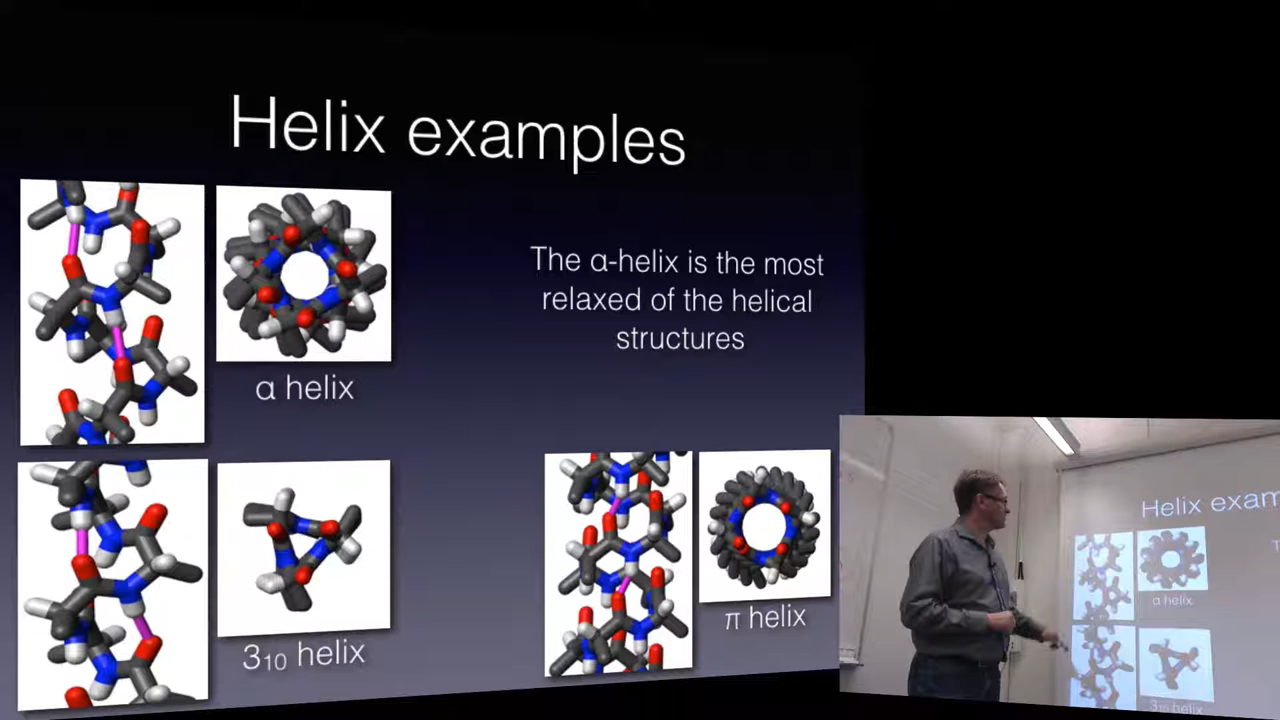 Helix examples
The α-helix is the most
relaxed of the helical
structures
α helix
3₁₀ helix
π helix
Helix exam
T
α helix
3₁₀ helix